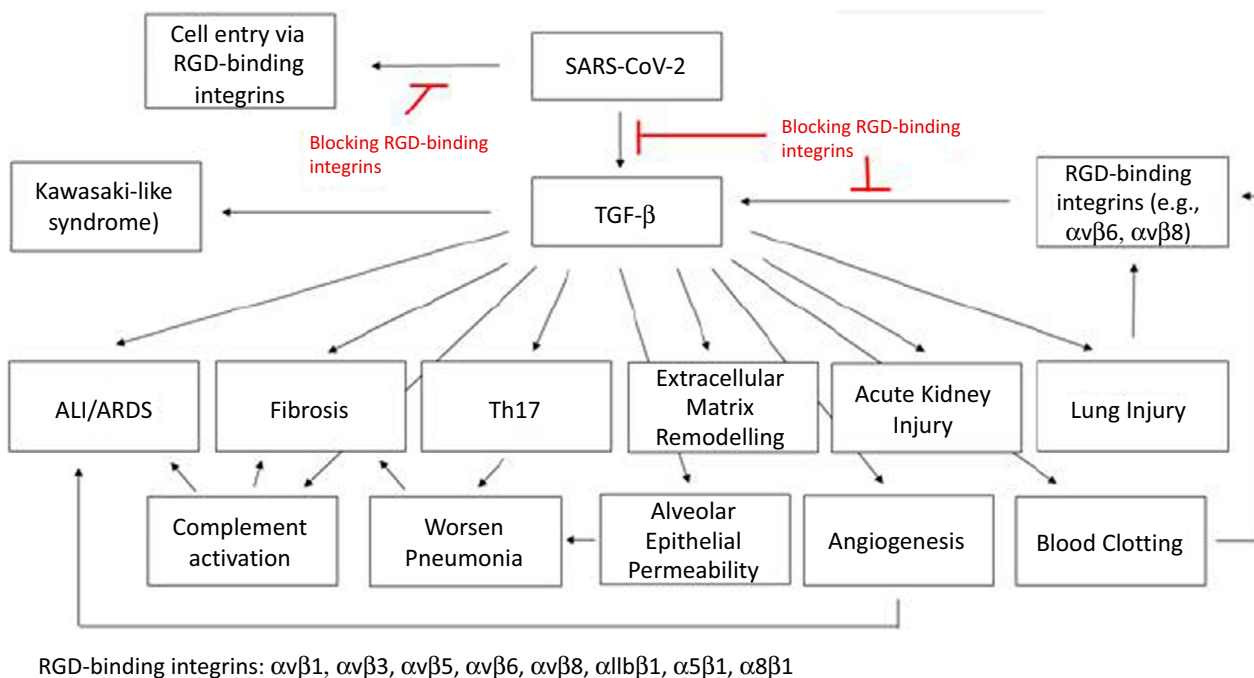 Cell entry via
RGD-binding
integrins
SARS-CoV-2
Blocking RGD-binding
integrins
Blocking RGD-binding
integrins
Kawasaki-like
syndrome)
TGF-β
RGD-binding
integrins (e.g.,
αvβ6, αvβ8)
ALI/ARDS
Fibrosis
Th17
Extracellular
Matrix
Remodelling
Acute Kidney
Injury
Lung Injury
Complement
activation
Worsen
Pneumonia
Alveolar
Epithelial
Permeability
Angiogenesis
Blood Clotting
RGD-binding integrins: αvβ1, αvβ3, αvβ5, αvβ6, αvβ8, αllbβ1, α5β1, α8β1